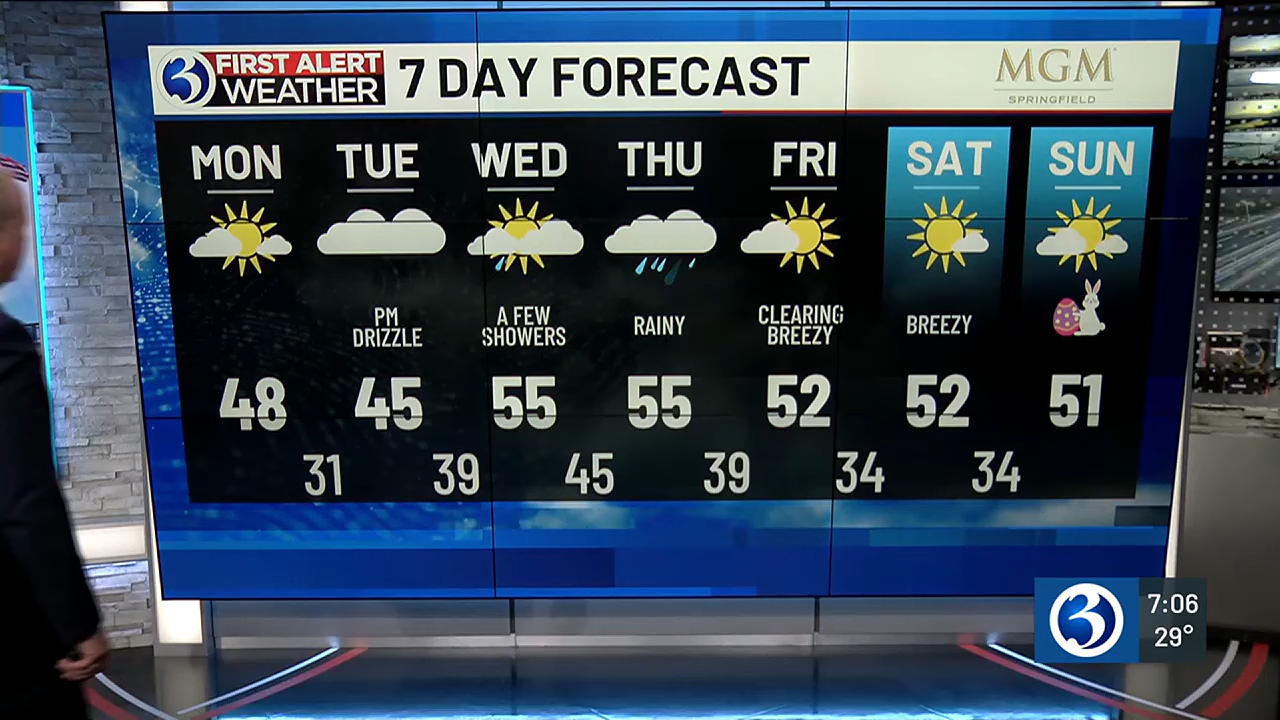 3 FIRST ALERT
WEATHER
7 DAY FORECAST
MGM
SPRINGFIELD
MON TUE WED THU FRI SAT SUN
PM
DRIZZLE
A FEW
SHOWERS
RAINY
CLEARING
BREEZY
BREEZY
48 45 55 55 52 52 51
31 39 45 39 34 34
3
7:06
29°